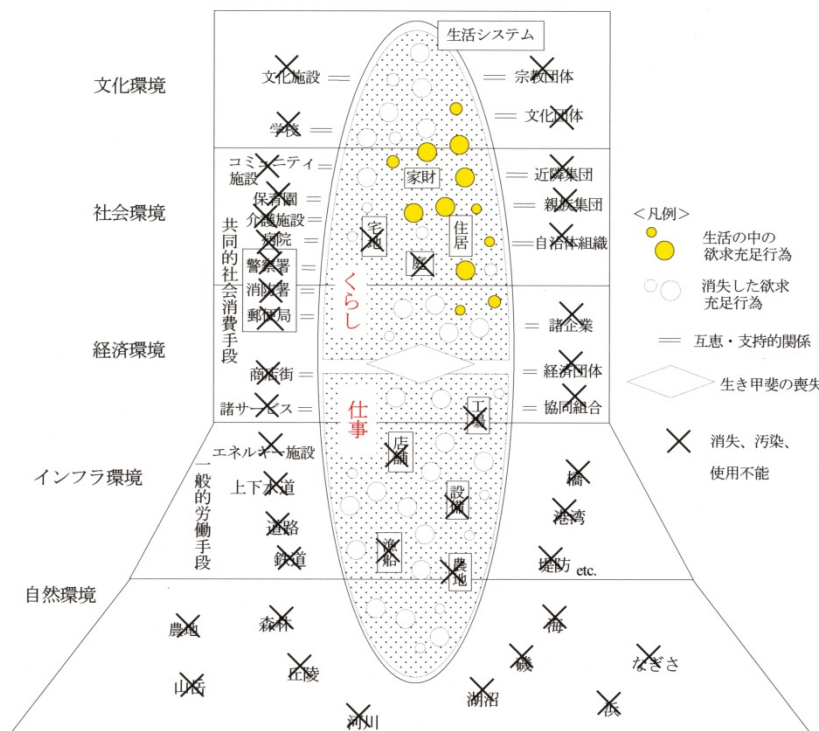 生活システム
文化環境
文化施設
宗教団体
学校
文化団体
社会環境
コミュニティ
施設
近隣集団
保育園
親族集団
介護施設
病院
自治体組織
警察署
消防署
郵便局
共同的社会消費手段
家財
宅地
住居
庭
くらし
経済環境
諸企業
商店街
経済団体
諸サービス
協同組合
仕事
工場
店舗
設備
漁船
農地
インフラ環境
エネルキー施設
上下水道
道路
鉄道
一般的労働手段
橋
港湾
堤防
etc.
自然環境
農地
森林
海
山岳
丘陵
磯
なぎさ
河川
湖沼
浜
<凡例>
生活の中の
欲求充足行為
消失した欲求
充足行為
互恵・支持的関係
生き甲斐の喪失
消失、汚染、
使用不能